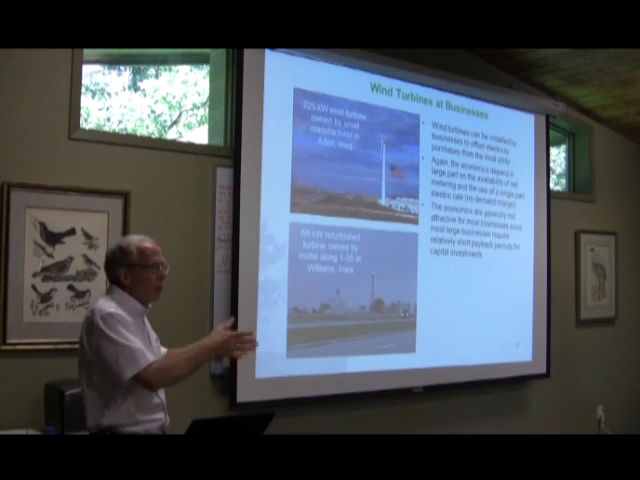 Wind Turbines at Businesses
225 kW wind turbine
owned by small
manufacturer in
Adair, Iowa
65 kW refurbished
turbine owned by
motel along I-35 at
Williams, Iowa
• Wind turbines can be installed by
businesses to offset electricity
purchases from the local utility
• Again, the economics depend in
large part on the availability of net
metering and the use of a single part
electric rate (no demand charge)
• The economics are generally not
attractive for most businesses since
most large businesses require
relatively short payback periods for
capital investments